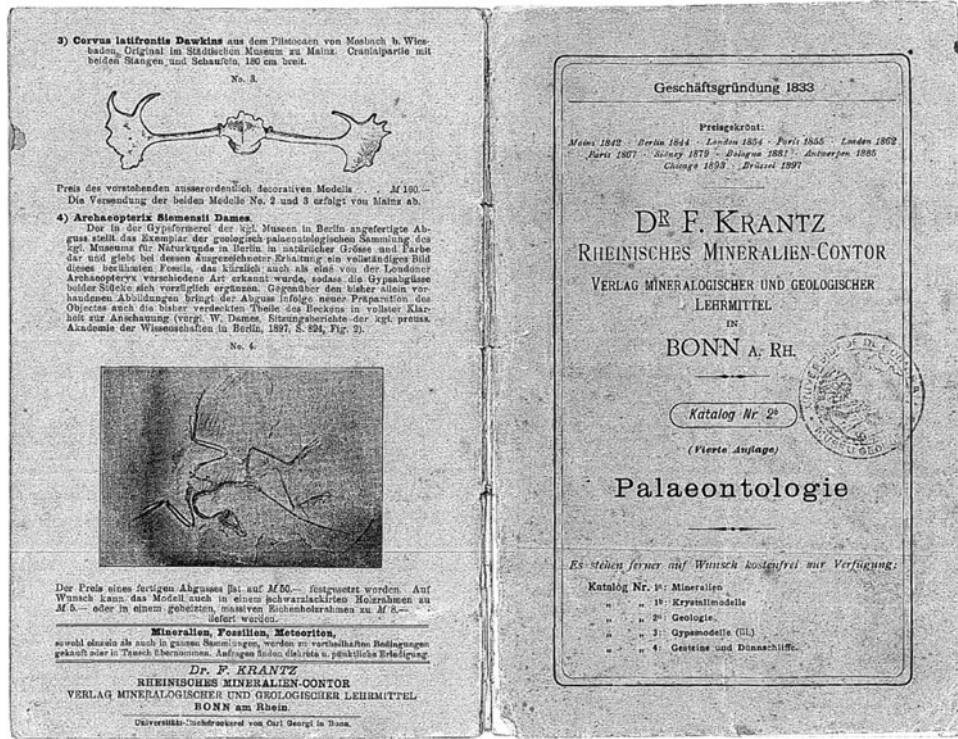 3) Corvus latifrontis Dawkins aus dem Plistocaen von Mosbach b. Wies-
baden, Original im Städtischen Museum zu Mainz. Cranialpartie mit
beiden Stangen und Schaufeln, 180 cm breit.
No. 3.
Preis des vorstehenden ausserordentlich decorativen Modells . . M 160.—
Die Versendung der beiden Modelle No. 2 und 3 erfolgt von Mainz ab.
4) Archaeopterix Siemensii Dames.
Der in der Gypsformerei der kgl. Museen in Berlin angefertigte Ab-
guss stellt das Exemplar der geologisch-palaeontologischen Sammlung des
kgl. Museums für Naturkunde in Berlin in natürlicher Grösse und Farbe
dar und giebt bei dessen ausgezeichneter Erhaltung ein vollständiges Bild
dieses berühmten Fossils, das kürzlich auch als eine von der Londoner
Archaeopteryx verschiedene Art erkannt wurde, sodass die Gypsabgüsse
beider Stücke sich vorzüglich ergänzen. Gegenüber den bisher allein vor-
handenen Abbildungen bringt der Abguss infolge neuer Präparation des
Objectes auch die bisher verdeckten Theile des Beckens in vollster Klar-
heit zur Anschauung (vergl. W. Dames, Sitzungsberichte der kgl. preuss.
Akademie der Wissenschaften in Berlin, 1897, S. 824, Fig. 2).
No. 4.
Der Preis eines fertigen Abgusses ist auf M 50.— festgesetzt worden. Auf
Wunsch kann das Modell auch in einem schwarzlackirten Holzrahmen zu
M 5.— oder in einem gebeizten, massiven Eichenholzrahmen zu M 8.—
liefert worden.
Mineralien, Fossilien, Meteoriten,
sowohl einzeln als auch in ganzen Sammlungen, werden zu vortheilhaften Bedingungen
gekauft oder in Tausch übernommen. Anfragen finden diskrete u. pünktliche Erledigung.
Dr. F. KRANTZ
RHEINISCHES MINERALIEN-CONTOR
VERLAG MINERALOGISCHER UND GEOLOGISCHER LEHRMITTEL
BONN am Rhein.
Universitäts-Buchdruckerei von Carl Georgi in Bonn.
Geschäftsgründung 1833
Preisgekrönt:
Mainz 1842 - Berlin 1844 - London 1854 - Paris 1855 - London 1862
Paris 1867 - Sidney 1879 - Bologna 1881 - Antwerpen 1885
Chicago 1893 - Brüssel 1897
DR F. KRANTZ
RHEINISCHES MINERALIEN-CONTOR
VERLAG MINERALOGISCHER UND GEOLOGISCHER
LEHRMITTEL
IN
BONN A. RH.
Katalog Nr 2b
(Vierte Auflage)
Palaeontologie
Es stehen ferner auf Wunsch kostenfrei zur Verfügung:
Katalog Nr. 1a: Mineralien
„ „ 1b: Krystallmodelle
„ „ 2a: Geologie.
„ „ 3: Gypsmodelle (ill.)
„ „ 4: Gesteine und Dünnschliffe.